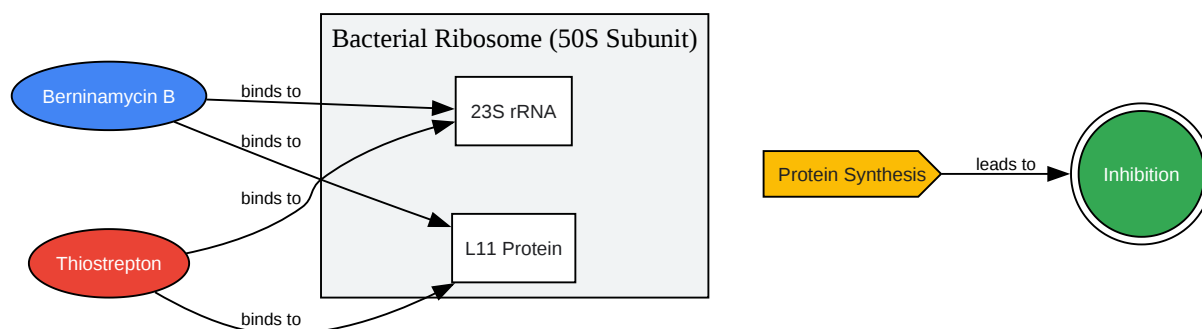 Bacterial Ribosome (50S Subunit)
Berninamycin B
binds to
23S rRNA
binds to
binds to
Protein Synthesis
leads to
Inhibition
Thiostrepton
L11 Protein
binds to